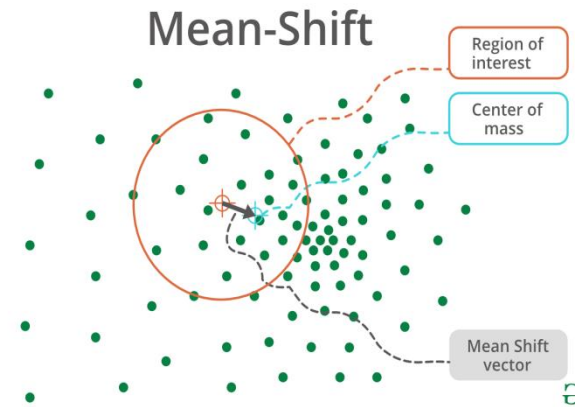 Mean-Shift
Region of
interest
Center of
mass
Mean Shift
vector